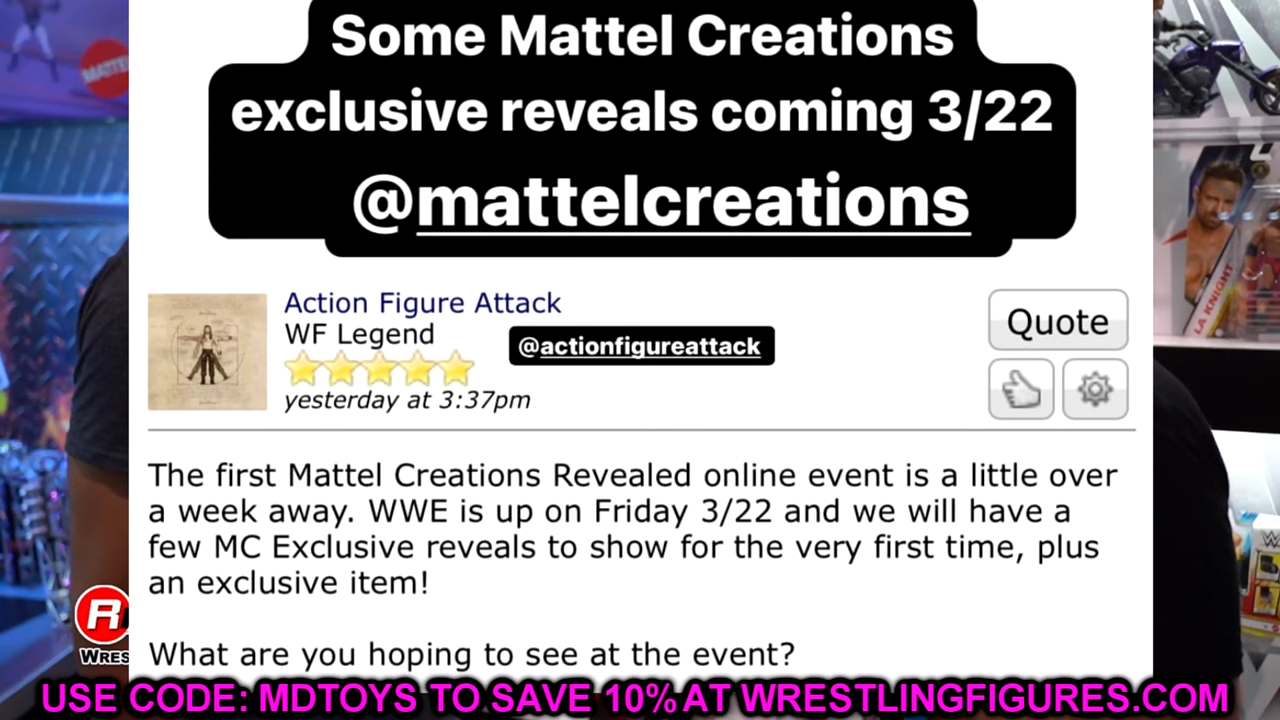 Some Mattel Creations
exclusive reveals coming 3/22
@mattelcreations
MATTEL
Action Figure Attack
WF Legend
@actionfigureattack
yesterday at 3:37pm
Quote
LA KNIGHT
The first Mattel Creations Revealed online event is a little over
a week away. WWE is up on Friday 3/22 and we will have a
few MC Exclusive reveals to show for the very first time, plus
an exclusive item!
What are you hoping to see at the event?
R
WRES
USE CODE: MDTOYS TO SAVE 10% AT WRESTLINGFIGURES.COM